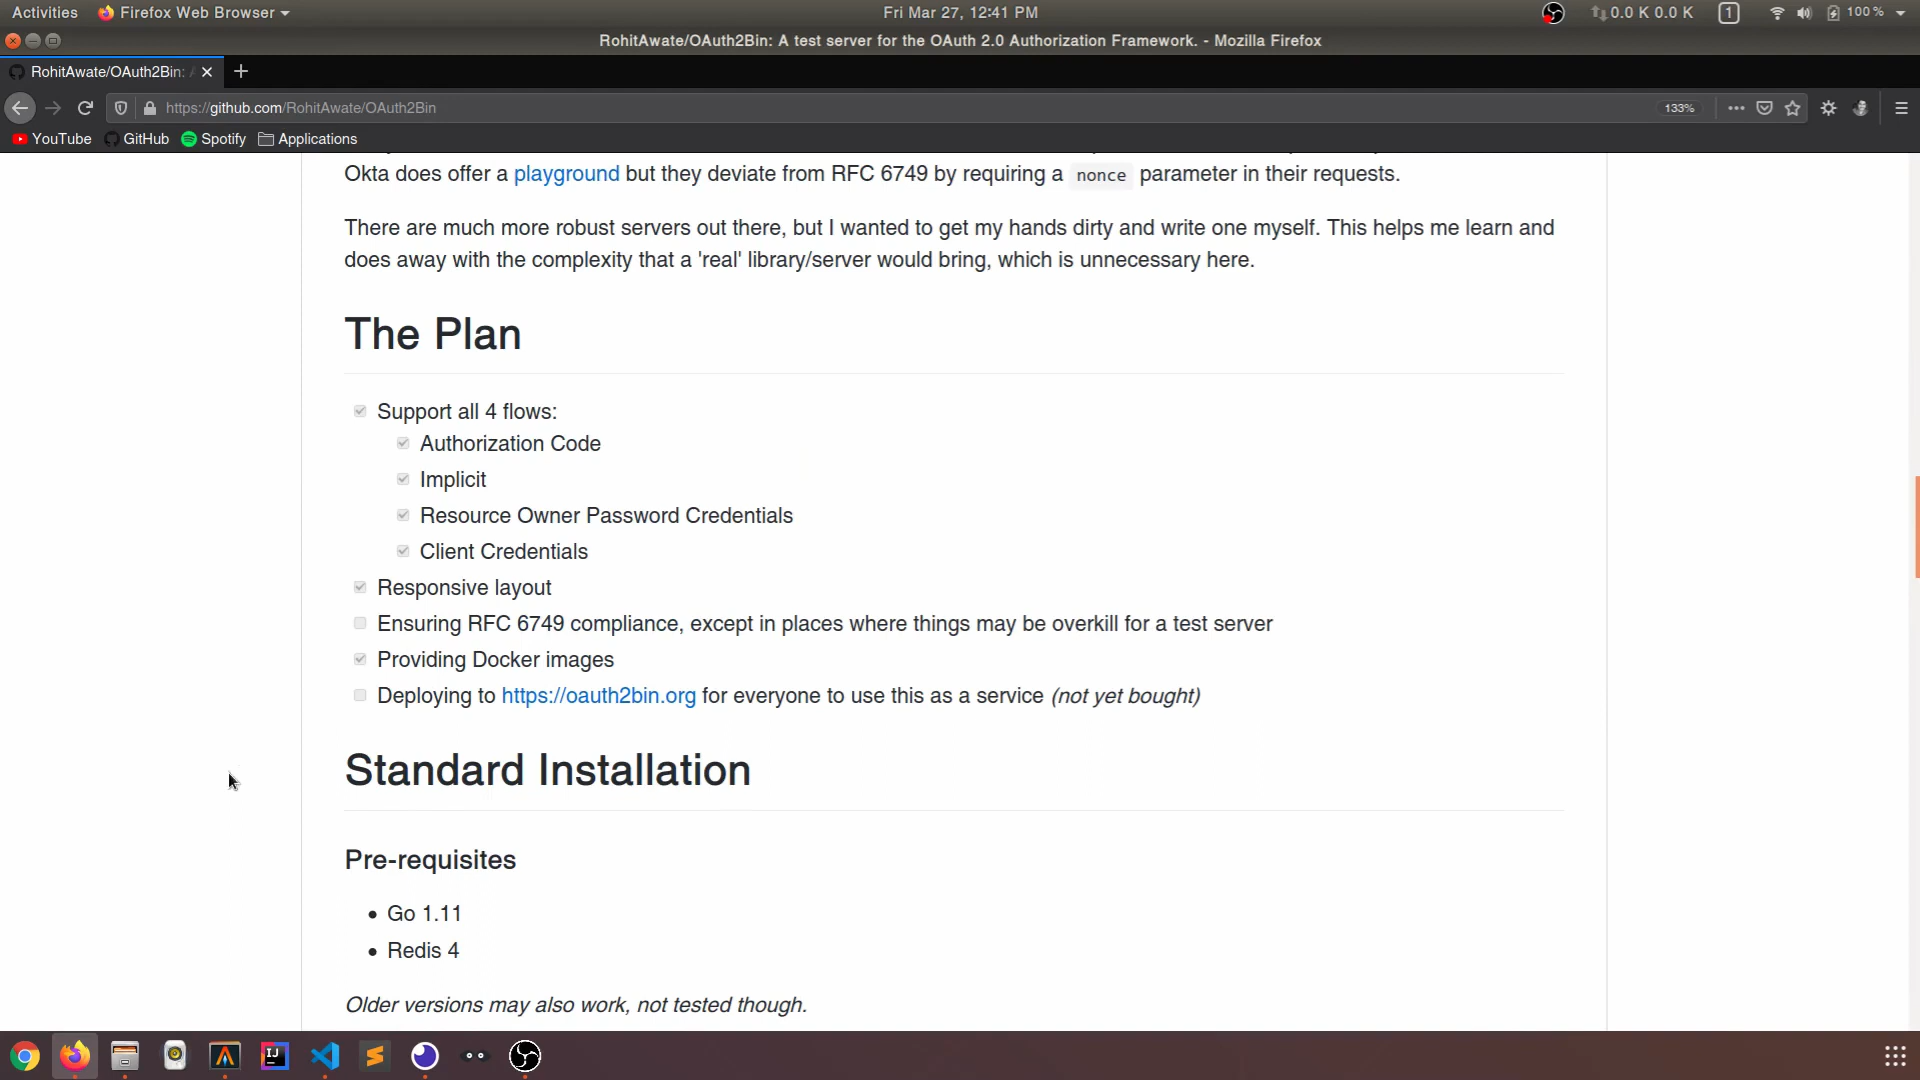 Activities Firefox Web Browser Fri Mar 27, 12:41 PM 0.0 K 0.0 K 1 100 %
RohitAwate/OAuth2Bin: A test server for the OAuth 2.0 Authorization Framework. - Mozilla Firefox
RohitAwate/OAuth2Bin:
https://github.com/RohitAwate/OAuth2Bin 133%
YouTube GitHub Spotify Applications
Okta does offer a playground but they deviate from RFC 6749 by requiring a nonce parameter in their requests.
There are much more robust servers out there, but I wanted to get my hands dirty and write one myself. This helps me learn and
does away with the complexity that a 'real' library/server would bring, which is unnecessary here.
The Plan
Support all 4 flows:
Authorization Code
Implicit
Resource Owner Password Credentials
Client Credentials
Responsive layout
Ensuring RFC 6749 compliance, except in places where things may be overkill for a test server
Providing Docker images
Deploying to https://oauth2bin.org for everyone to use this as a service (not yet bought)
Standard Installation
Pre-requisites
• Go 1.11
• Redis 4
Older versions may also work, not tested though.
IJ